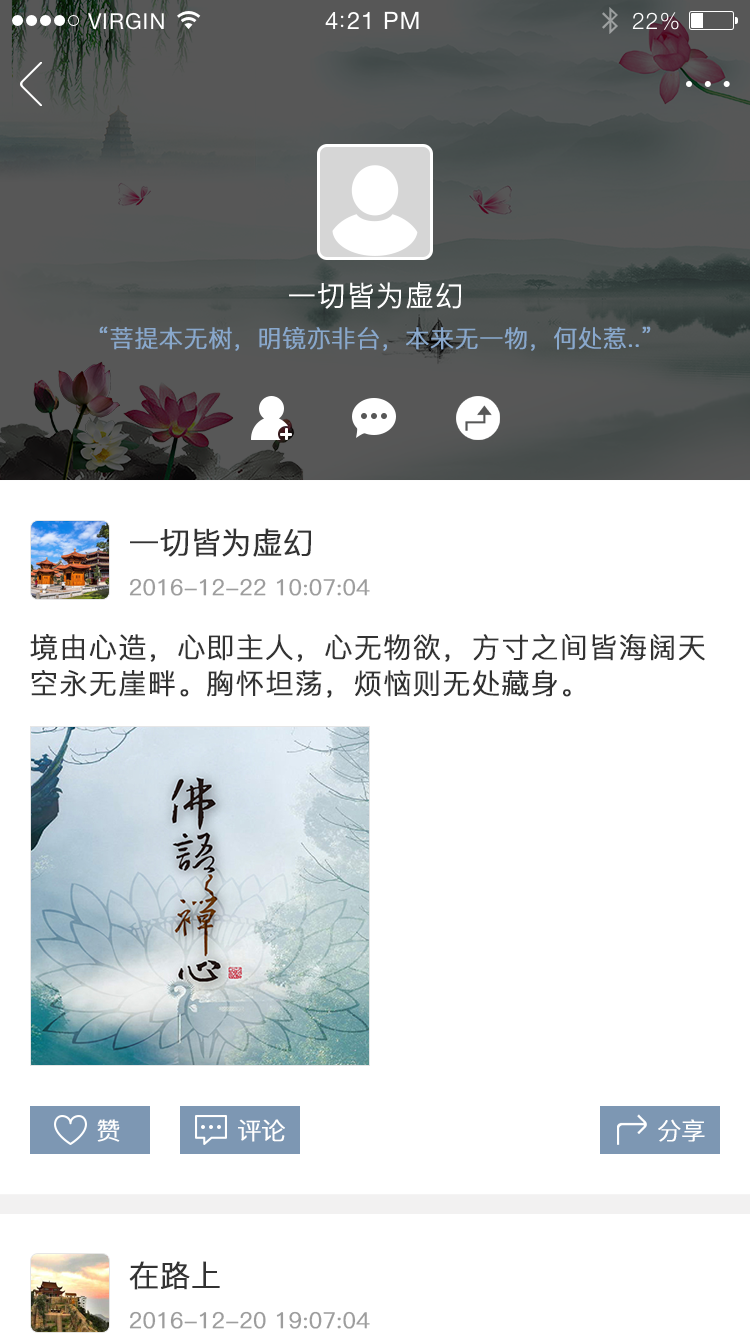 VIRGIN 4:21 PM 22%
一切皆为虚幻
“菩提本无树，明镜亦非台，本来无一物，何处惹..”
一切皆为虚幻
2016-12-22 10:07:04
境由心造，心即主人，心无物欲，方寸之间皆海阔天
空永无崖畔。胸怀坦荡，烦恼则无处藏身。
佛
語
禪
心
赞 评论 分享
在路上
2016-12-20 19:07:04